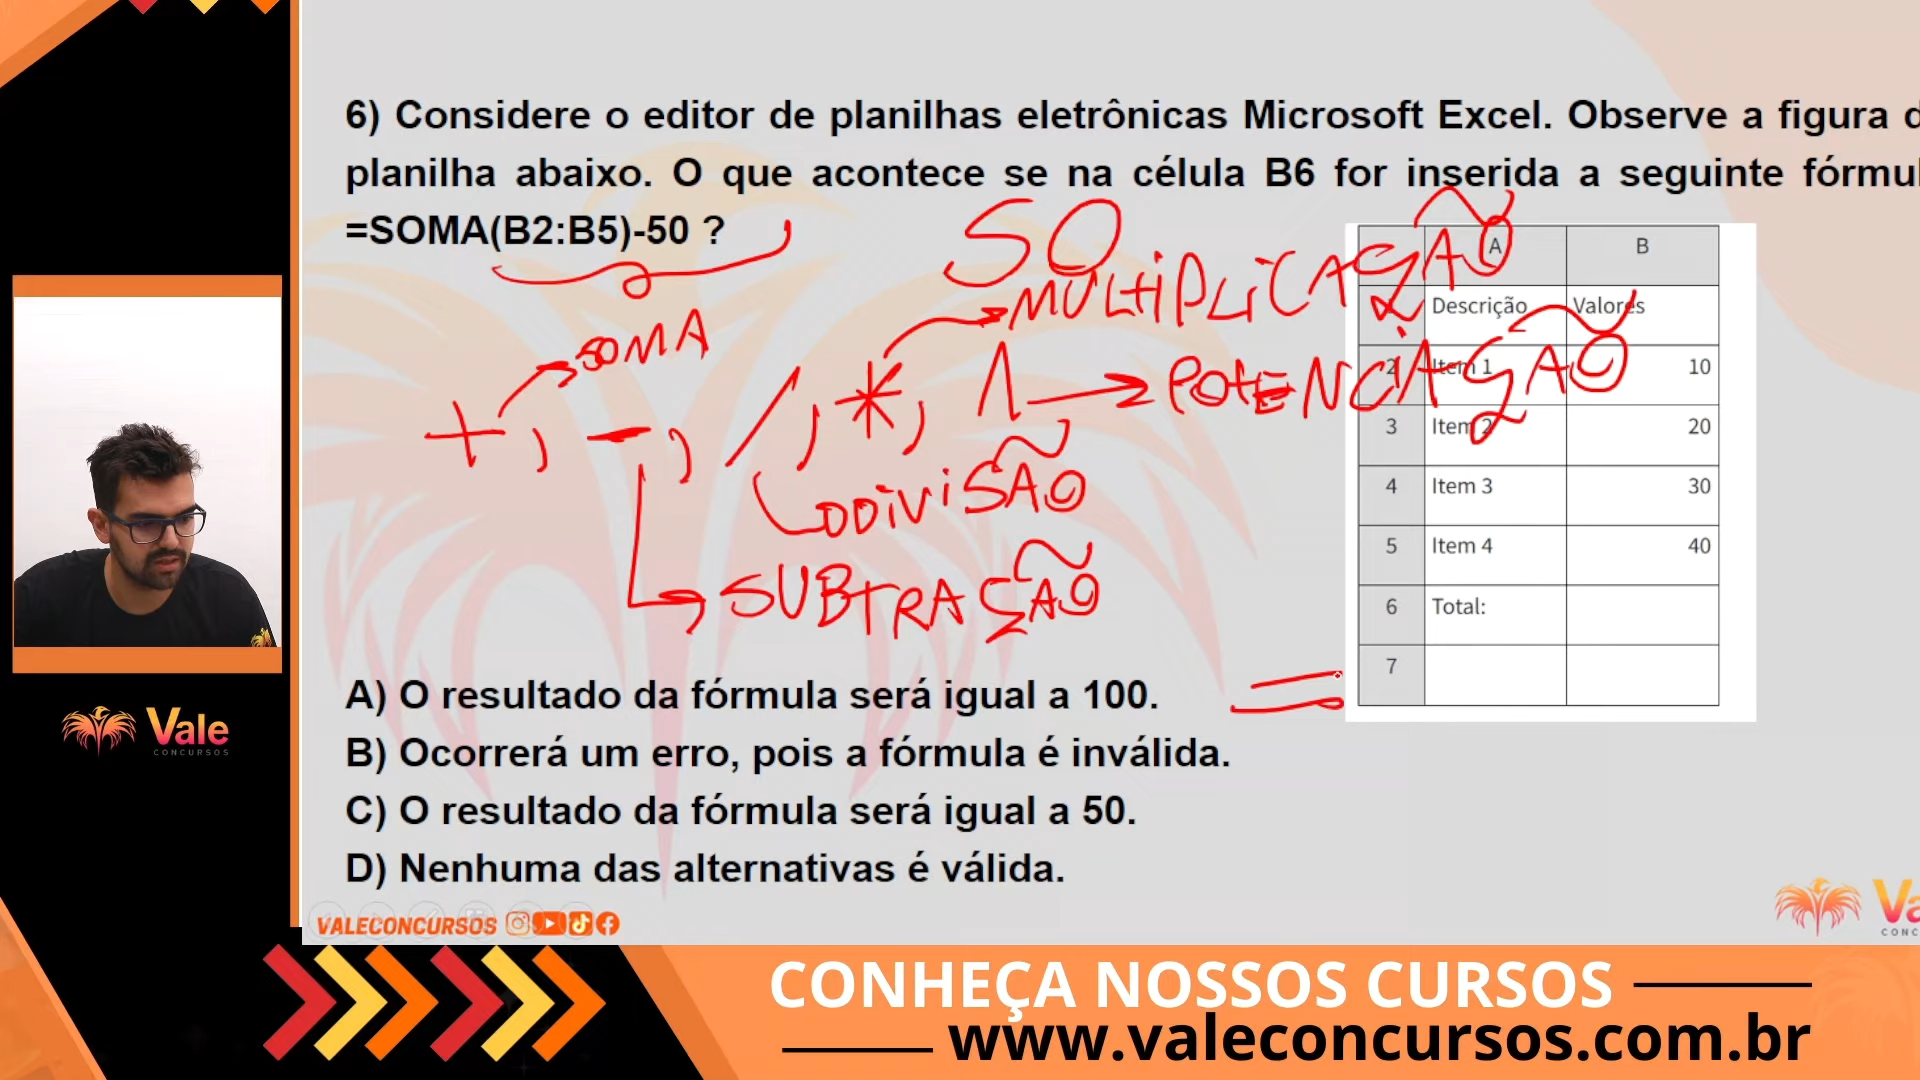 6) Considere o editor de planilhas eletrônicas Microsoft Excel. Observe a figura d
planilha abaixo. O que acontece se na célula B6 for inserida a seguinte fórmul
=SOMA(B2:B5)-50 ?
50
SOMA
MULTIPLICAÇÃO
+, -, /, *, ^
POTENCIAÇÃO
DIVISÃO
SUBTRAÇÃO
=
A B
Descrição Valores
2 Item 1 10
3 Item 2 20
4 Item 3 30
5 Item 4 40
6 Total:
7
A) O resultado da fórmula será igual a 100.
B) Ocorrerá um erro, pois a fórmula é inválida.
C) O resultado da fórmula será igual a 50.
D) Nenhuma das alternativas é válida.
Vale
CONCURSOS
VALECONCURSOS
Va
CONC
CONHEÇA NOSSOS CURSOS
www.valeconcursos.com.br